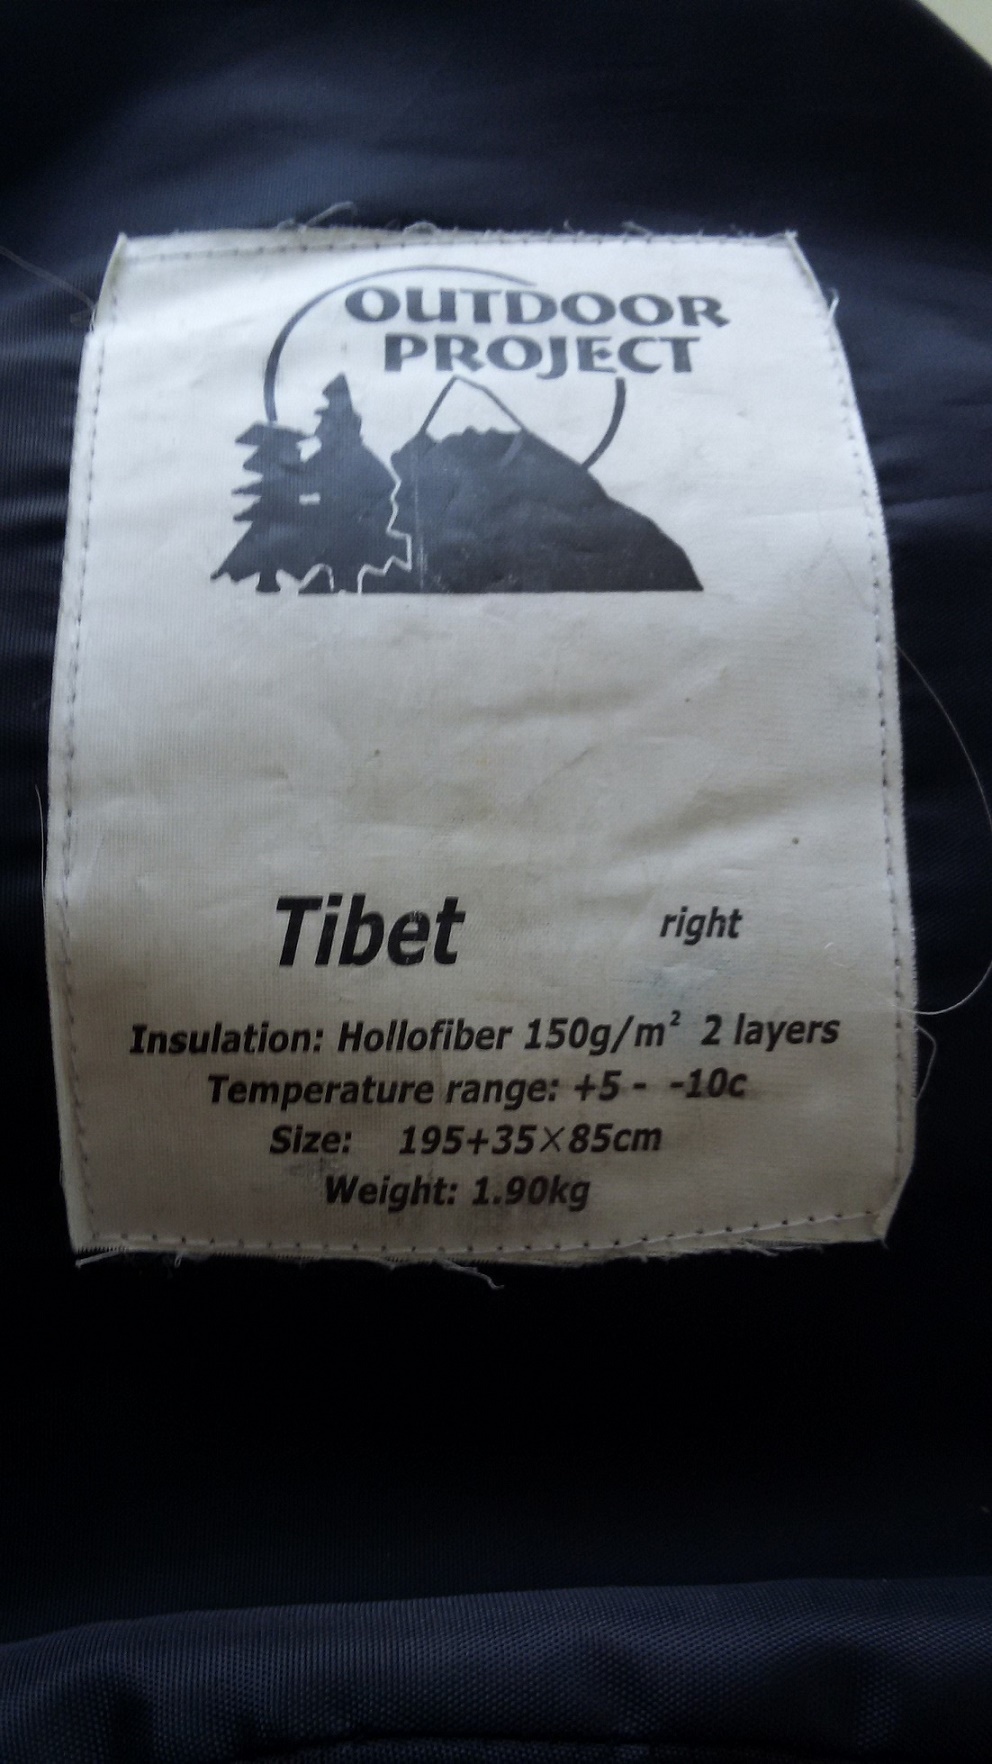 OUTDOOR
PROJECT
Tibet right
Insulation: Hollofiber 150g/m² 2 layers
Temperature range: +5 - -10c
Size: 195+35×85cm
Weight: 1.90kg